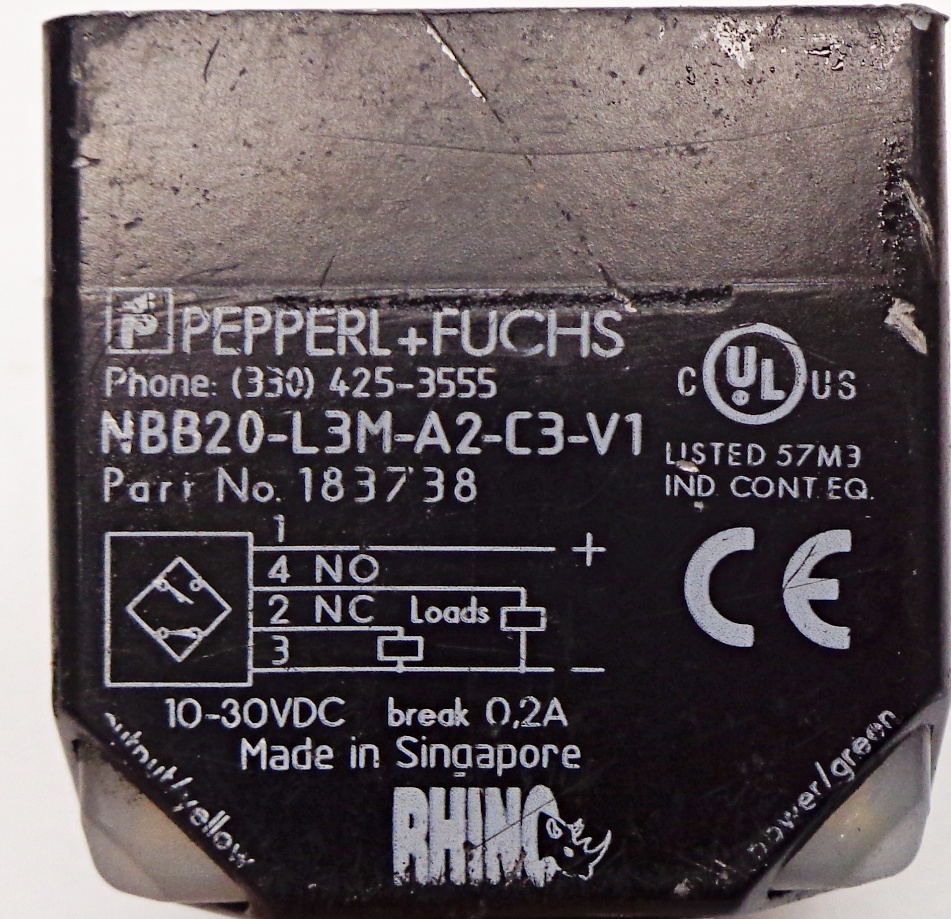 PEPPERL+FUCHS
Phone: (330) 425-3555
NBB20-L3M-A2-C3-V1
Part No. 183738
C UL US
LISTED 57M3
IND. CONT. EQ.
CE
1
+
4 NO
2 NC Loads
3
–
10-30VDC break 0,2A
Made in Singapore
output/yellow
power/green
RHINO